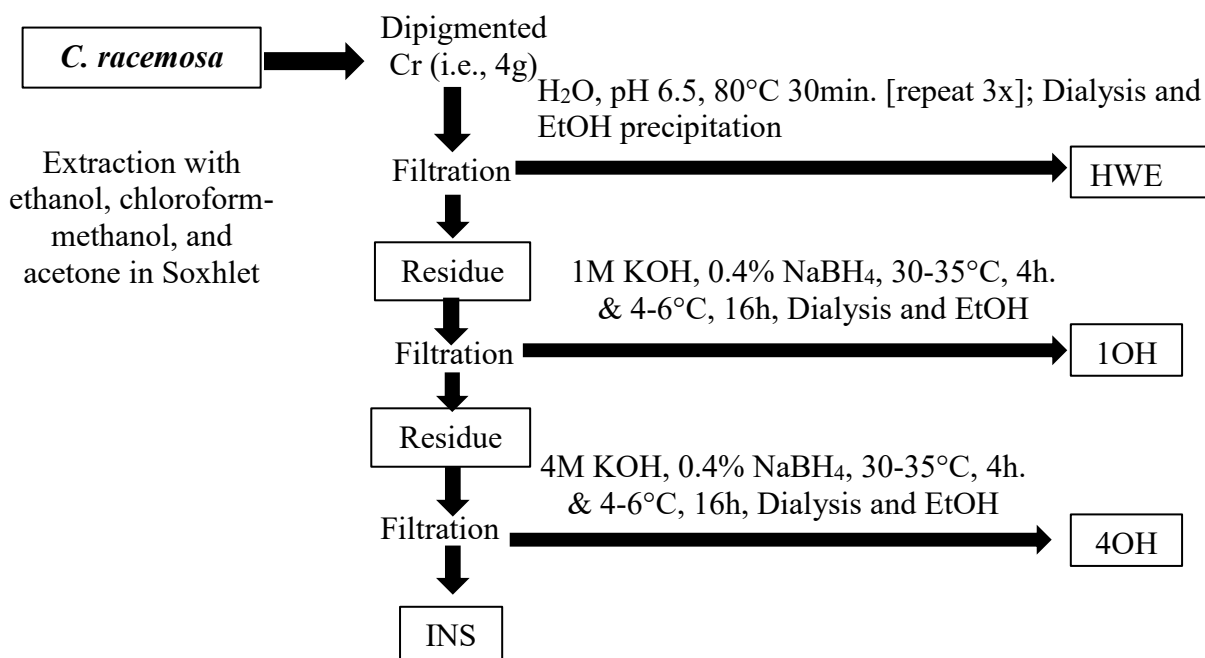 C. racemosa
Dipigmented
Cr (i.e., 4g)
H₂O, pH 6.5, 80°C 30min. [repeat 3x]; Dialysis and
EtOH precipitation
Extraction with
ethanol, chloroform-
methanol, and
acetone in Soxhlet
Filtration
HWE
Residue
1M KOH, 0.4% NaBH₄, 30-35°C, 4h.
& 4-6°C, 16h, Dialysis and EtOH
Filtration
1OH
Residue
4M KOH, 0.4% NaBH₄, 30-35°C, 4h.
& 4-6°C, 16h, Dialysis and EtOH
Filtration
4OH
INS